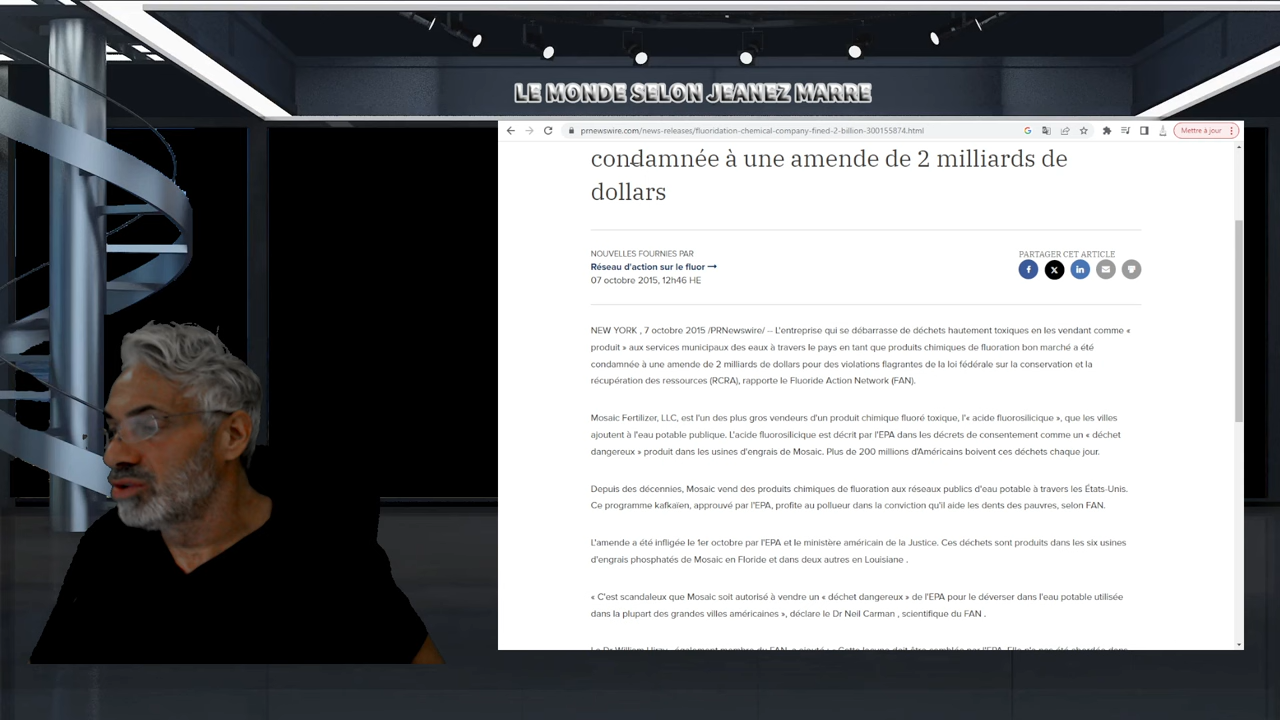 LE MONDE SELON JEANEZ MARRE
prnewswire.com/news-releases/fluoridation-chemical-company-fined-2-billion-300155874.html
Mettre à jour
condamnée à une amende de 2 milliards de
dollars
NOUVELLES FOURNIES PAR
Réseau d'action sur le fluor →
07 octobre 2015, 12h46 HE
PARTAGER CET ARTICLE
NEW YORK , 7 octobre 2015 /PRNewswire/ -- L'entreprise qui se débarrasse de déchets hautement toxiques en les vendant comme «
produit » aux services municipaux des eaux à travers le pays en tant que produits chimiques de fluoration bon marché a été
condamnée à une amende de 2 milliards de dollars pour des violations flagrantes de la loi fédérale sur la conservation et la
récupération des ressources (RCRA), rapporte le Fluoride Action Network (FAN).
Mosaic Fertilizer, LLC, est l'un des plus gros vendeurs d'un produit chimique fluoré toxique, l'« acide fluorosilicique », que les villes
ajoutent à l'eau potable publique. L'acide fluorosilicique est décrit par l'EPA dans les décrets de consentement comme un « déchet
dangereux » produit dans les usines d'engrais de Mosaic. Plus de 200 millions d'Américains boivent ces déchets chaque jour.
Depuis des décennies, Mosaic vend des produits chimiques de fluoration aux réseaux publics d'eau potable à travers les États-Unis.
Ce programme kafkaïen, approuvé par l'EPA, profite au pollueur dans la conviction qu'il aide les dents des pauvres, selon FAN.
L'amende a été infligée le 1er octobre par l'EPA et le ministère américain de la Justice. Ces déchets sont produits dans les six usines
d'engrais phosphatés de Mosaic en Floride et dans deux autres en Louisiane .
« C'est scandaleux que Mosaic soit autorisé à vendre un « déchet dangereux » de l'EPA pour le déverser dans l'eau potable utilisée
dans la plupart des grandes villes américaines », déclare le Dr Neil Carman , scientifique du FAN .